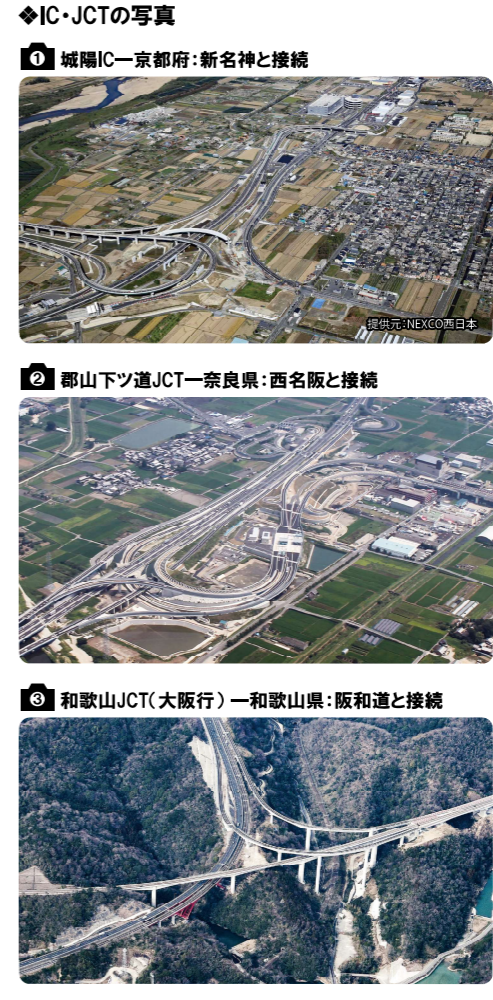 ❖IC・JCTの写真
❶ 城陽IC―京都府：新名神と接続
提供元：NEXCO西日本
❷ 郡山下ツ道JCT―奈良県：西名阪と接続
❸ 和歌山JCT（大阪行）―和歌山県：阪和道と接続